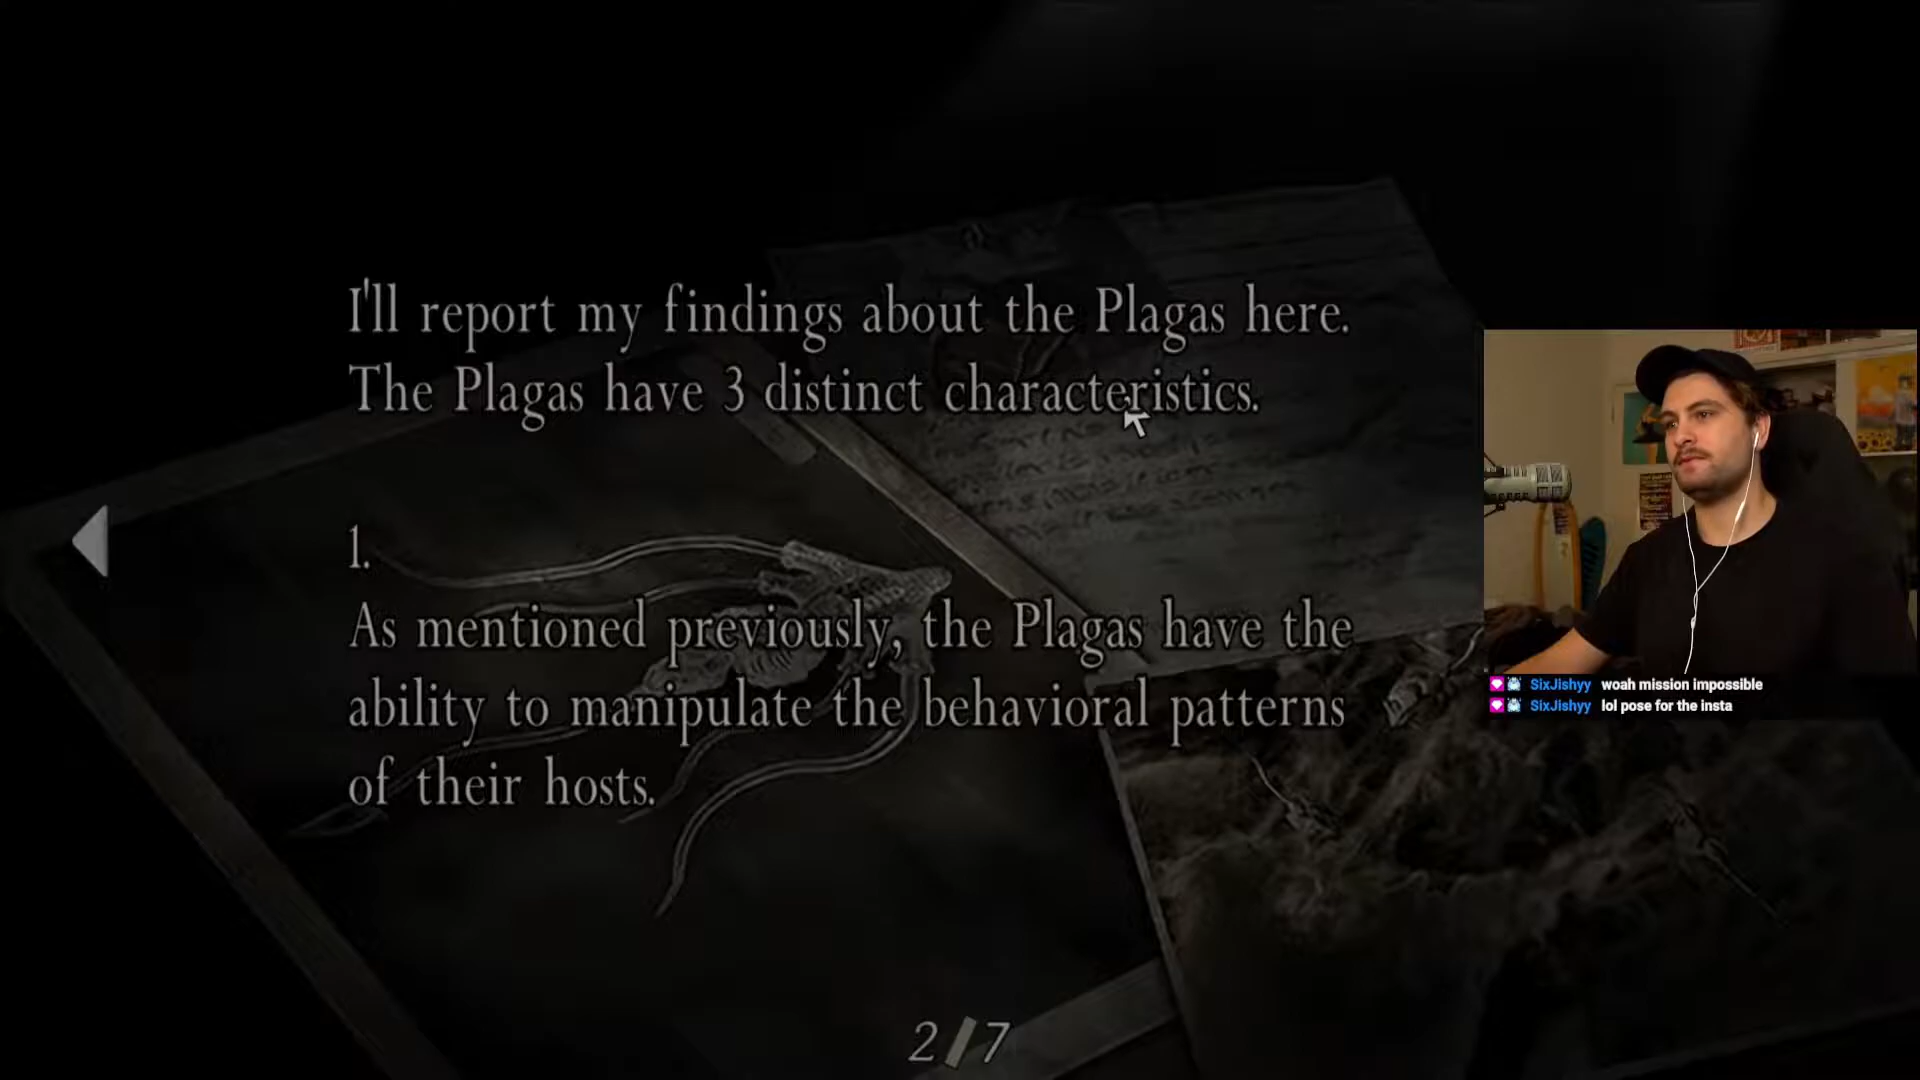 I'll report my findings about the Plagas here.
The Plagas have 3 distinct characteristics.
1.
As mentioned previously, the Plagas have the
ability to manipulate the behavioral patterns
of their hosts.
2/7
SixJishyy woah mission impossible
SixJishyy lol pose for the insta